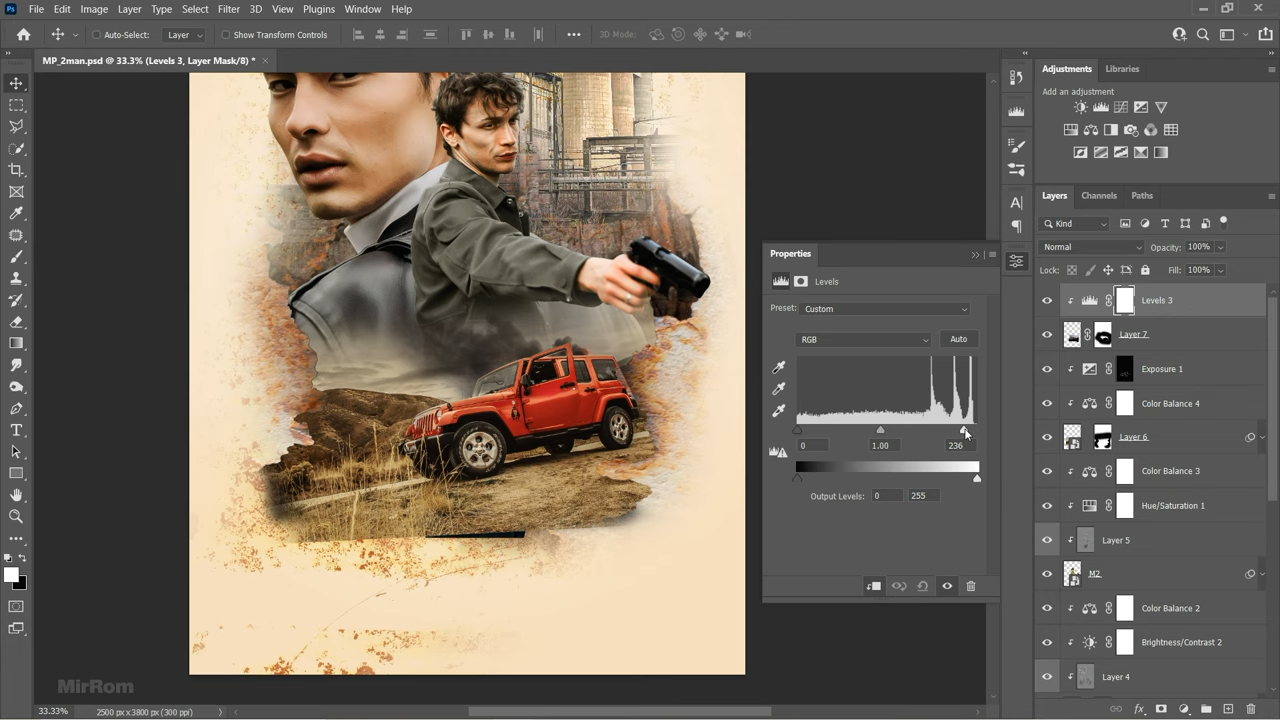 Ps File Edit Image Layer Type Select Filter 3D View Plugins Window Help
Auto-Select: Layer Show Transform Controls 3D Mode:
MP_2man.psd @ 33.3% (Levels 3, Layer Mask/8) *
Adjustments Libraries
Add an adjustment
Layers Channels Paths
Kind
Normal Opacity: 100%
Lock: Fill: 100%
Levels 3
Layer 7
Exposure 1
Color Balance 4
Layer 6
Color Balance 3
Hue/Saturation 1
Layer 5
M2
Color Balance 2
Brightness/Contrast 2
Layer 4
Properties
Levels
Preset: Custom
RGB Auto
0 1.00 236
Output Levels: 0 255
MirRom
33.33% 2500 px x 3800 px (300 ppi)